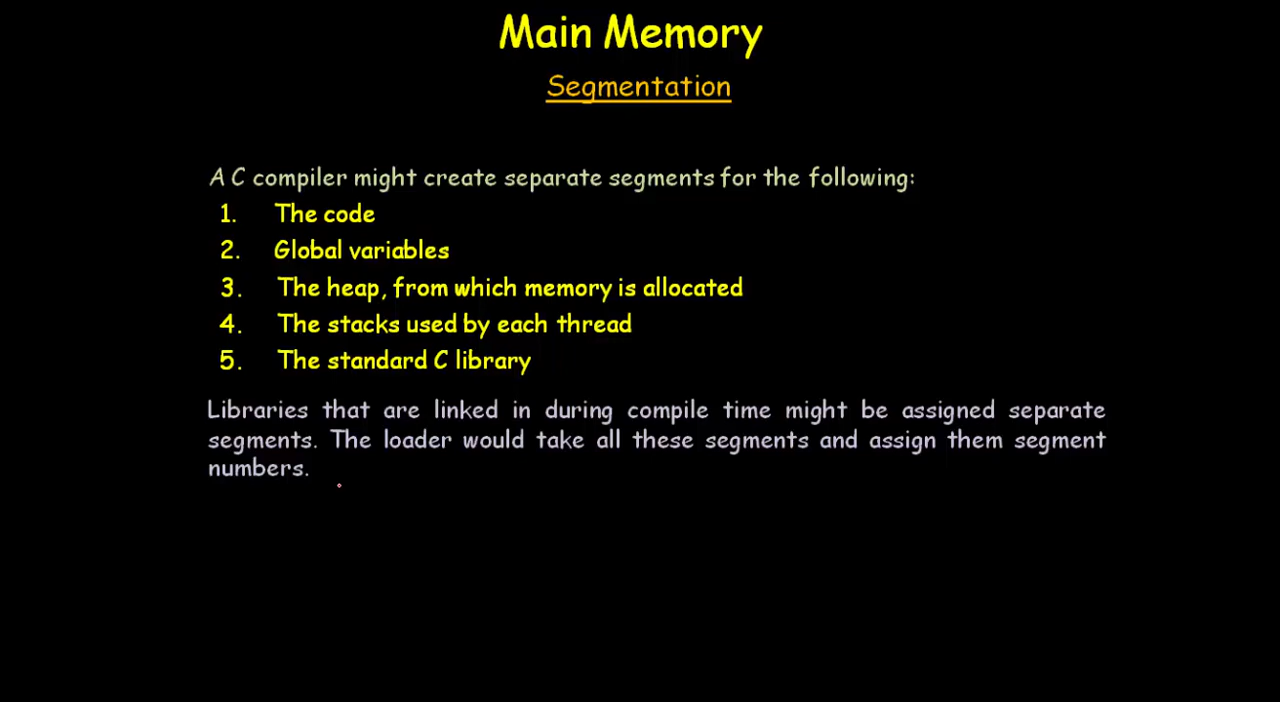 Main Memory
Segmentation
A C compiler might create separate segments for the following:
1. The code
2. Global variables
3. The heap, from which memory is allocated
4. The stacks used by each thread
5. The standard C library
Libraries that are linked in during compile time might be assigned separate
segments. The loader would take all these segments and assign them segment
numbers.